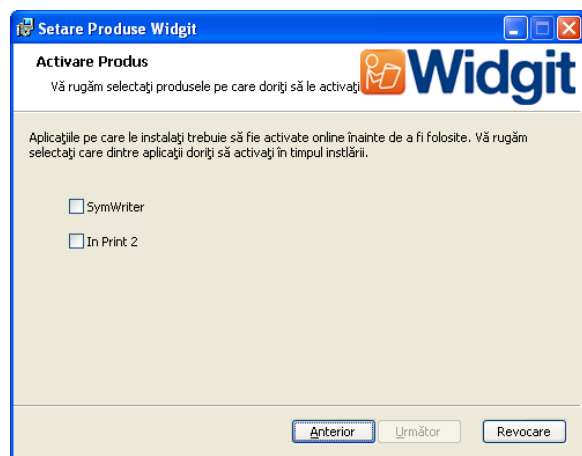 Setare Produse Widgit
Activare Produs
Vă rugăm selectaţi produsele pe care doriţi să le activaţi
Widgit
Aplicaţiile pe care le instalaţi trebuie să fie activate online înainte de a fi folosite. Vă rugăm
selectaţi care dintre aplicaţii doriţi să activaţi în timpul instlării.
SymWriter
In Print 2
Anterior
Următor
Revocare